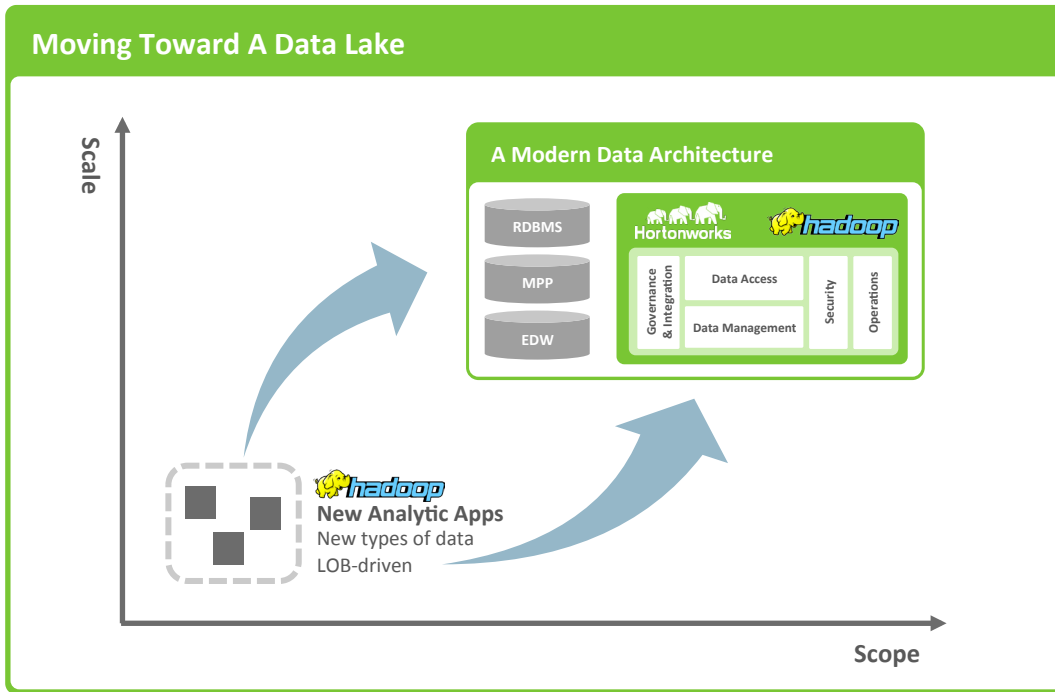 Moving Toward A Data Lake
Scale
A Modern Data Architecture
RDBMS
MPP
EDW
Hortonworks
hadoop
Governance
& Integration
Data Access
Data Management
Security
Operations
hadoop
New Analytic Apps
New types of data
LOB-driven
Scope